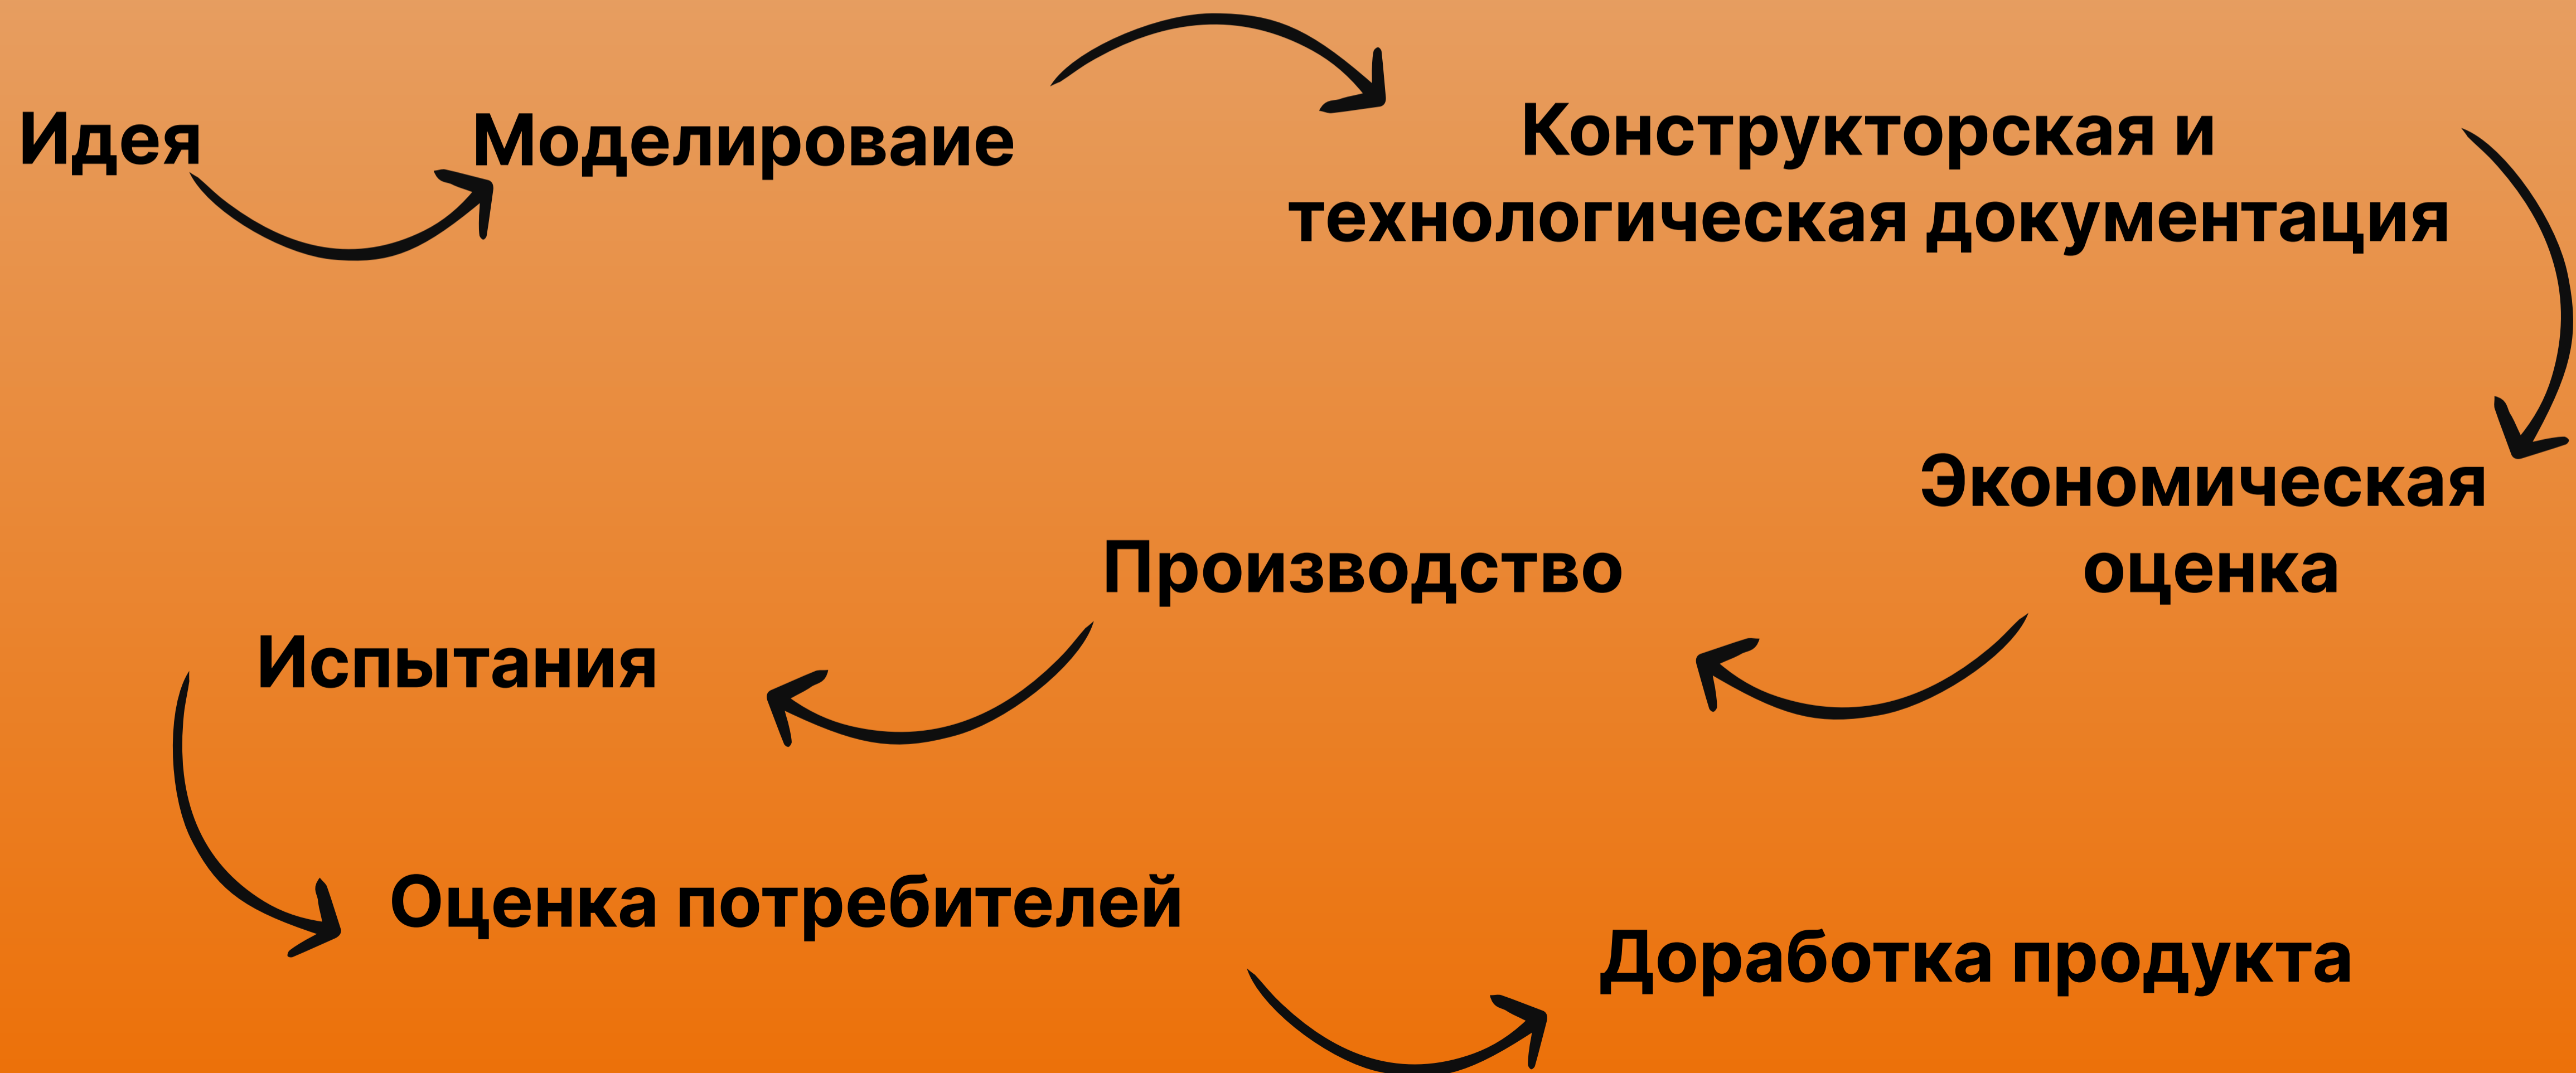 Идея
Моделироваие
Конструкторская и
технологическая документация
Экономическая
оценка
Производство
Испытания
Оценка потребителей
Доработка продукта